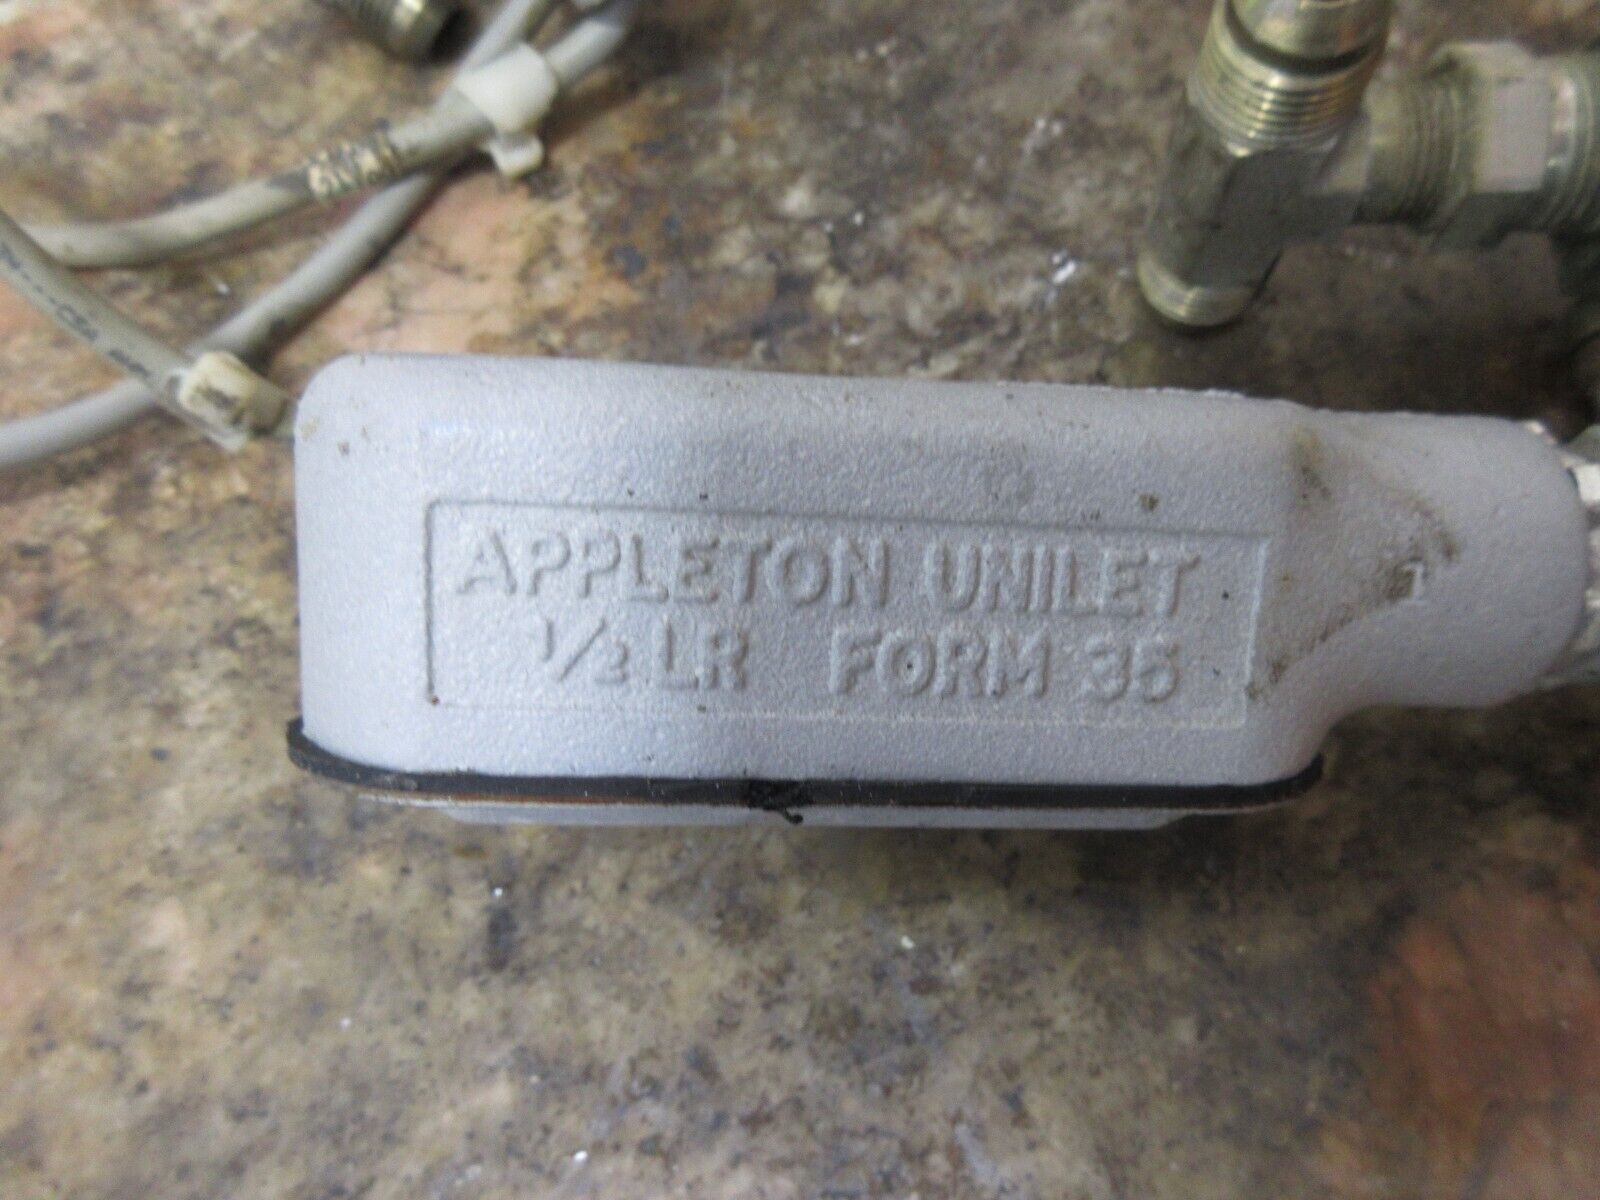 APPLETON UNILET
1/2 LR FORM 35